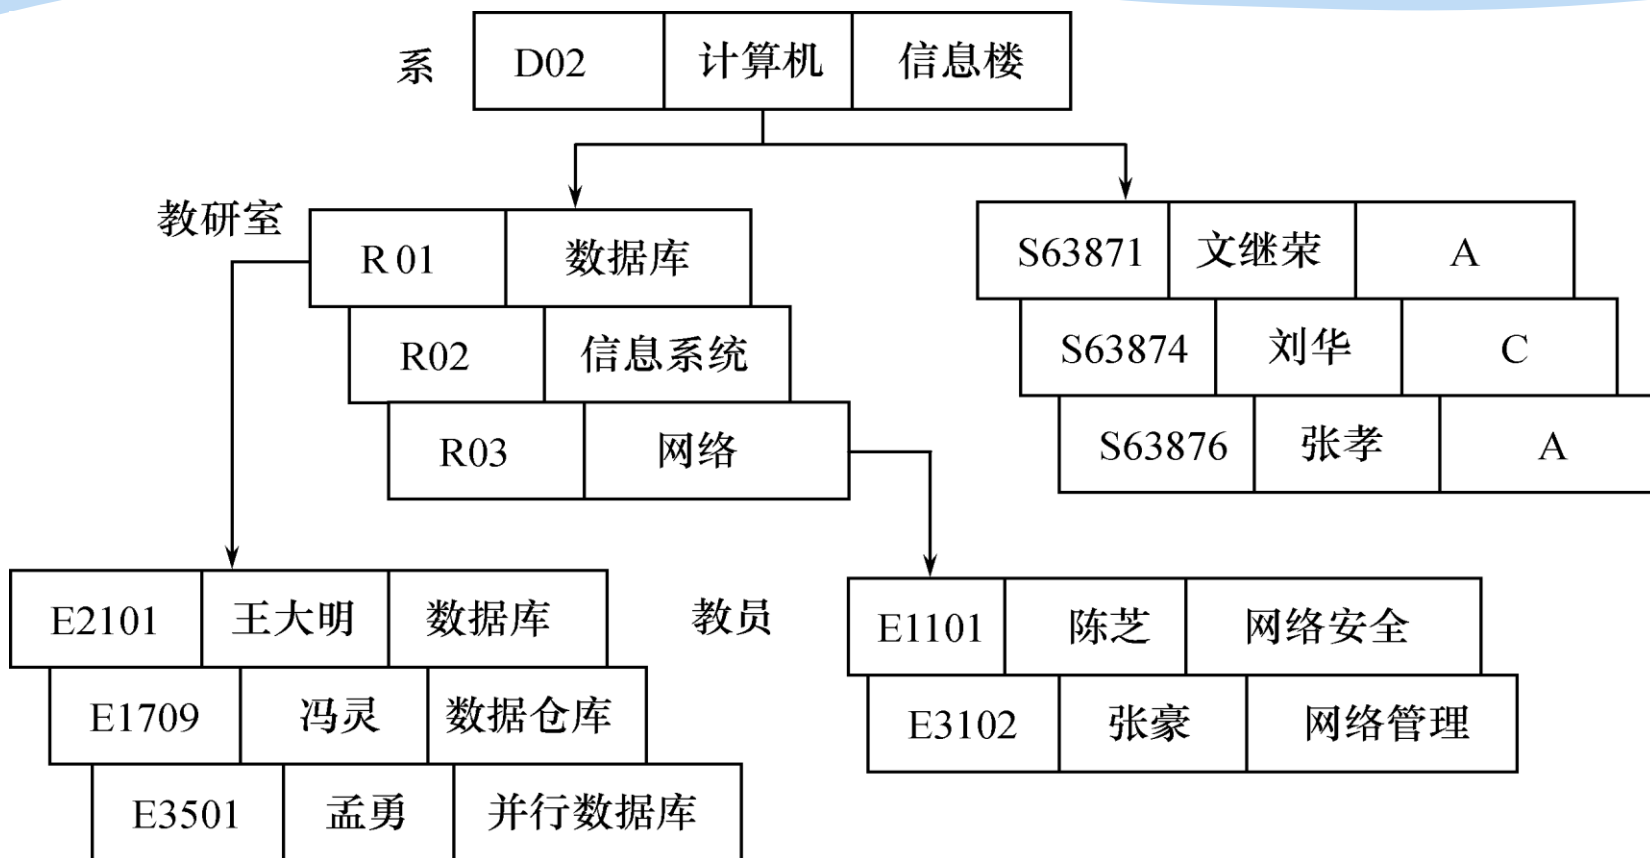 系 D02 计算机 信息楼
教研室
R01 数据库
R02 信息系统
R03 网络
S63871 文继荣 A
S63874 刘华 C
S63876 张孝 A
E2101 王大明 数据库
E1709 冯灵 数据仓库
E3501 孟勇 并行数据库
教员
E1101 陈芝 网络安全
E3102 张豪 网络管理